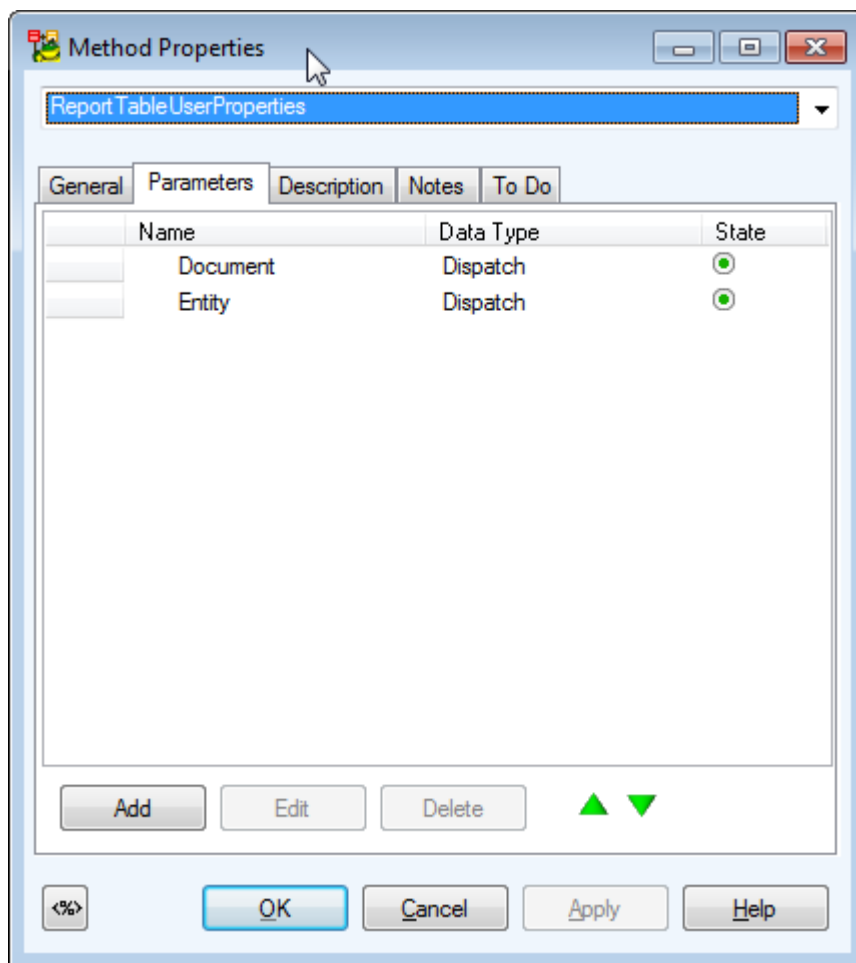 Method Properties
ReportTableUserProperties
General Parameters Description Notes To Do
Name Data Type State
Document Dispatch
Entity Dispatch
Add Edit Delete
<%> OK Cancel Apply Help